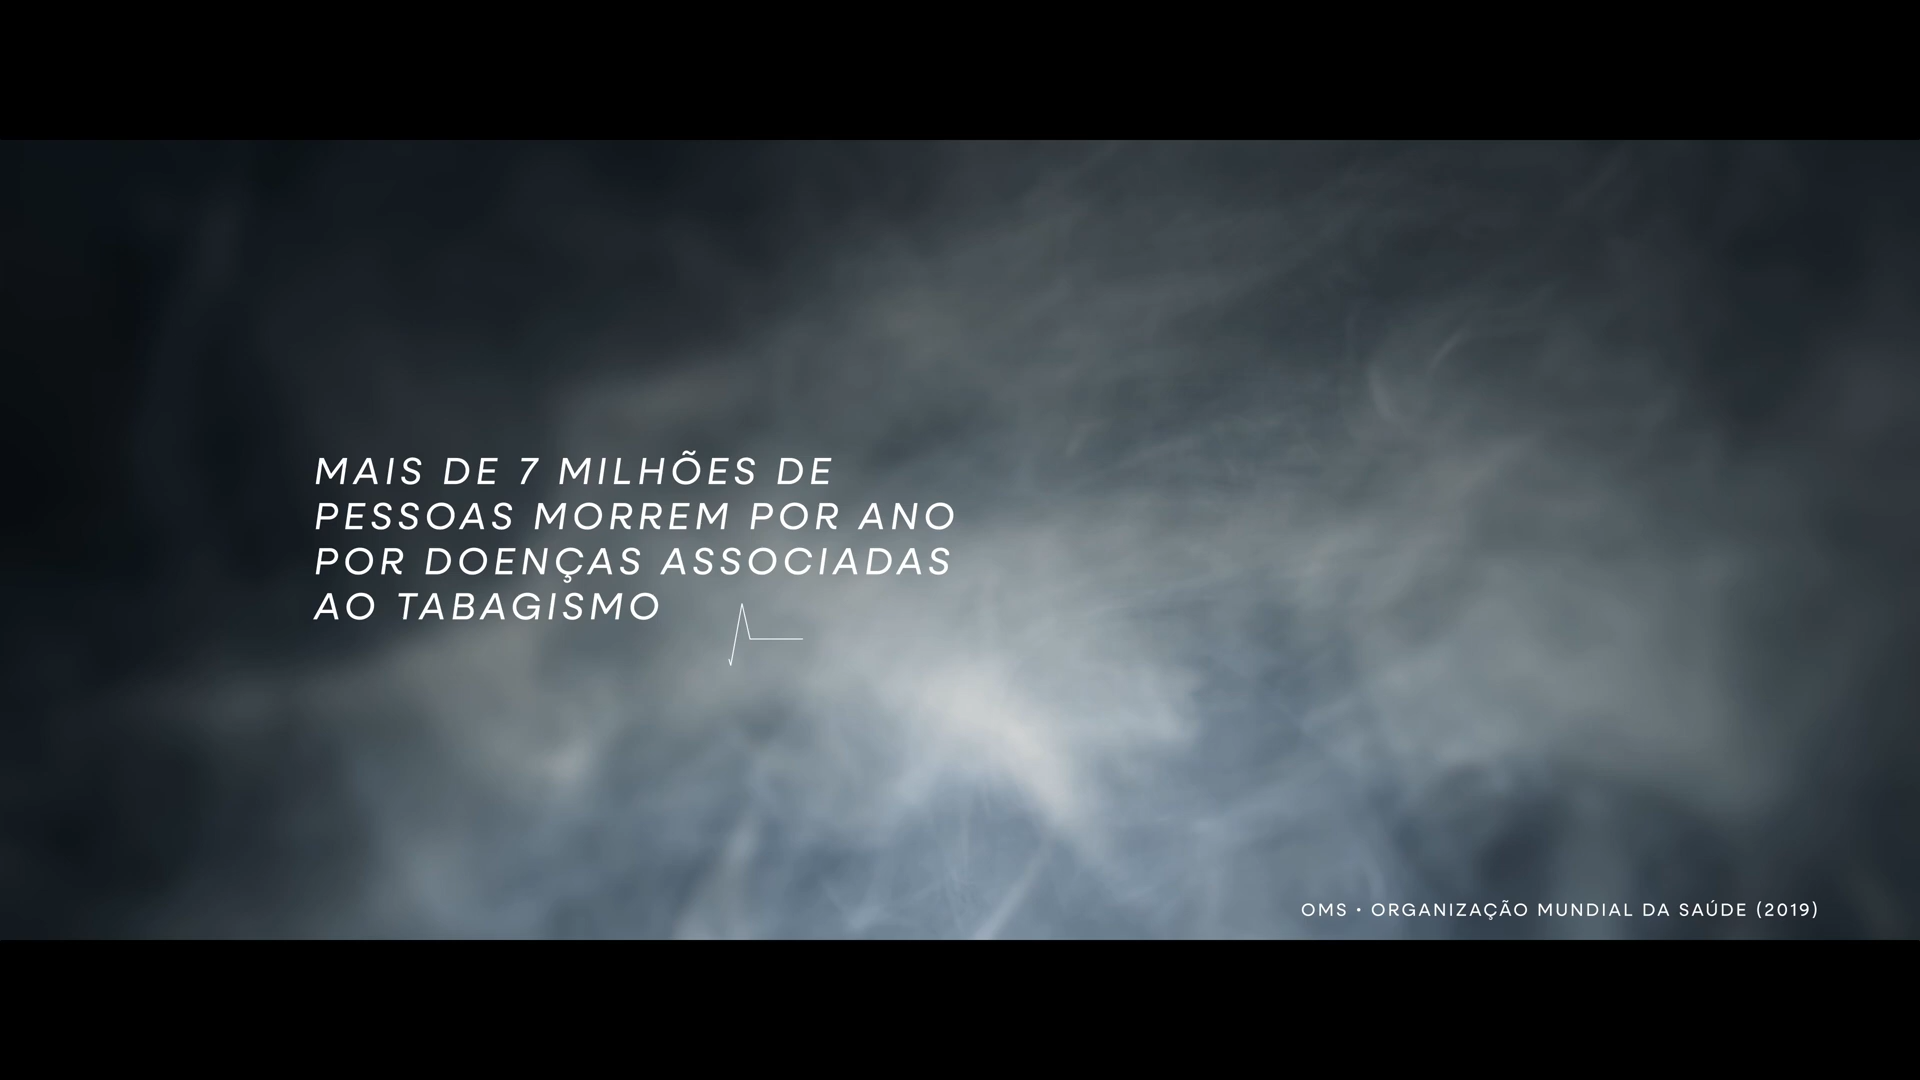 MAIS DE 7 MILHÕES DE
PESSOAS MORREM POR ANO
POR DOENÇAS ASSOCIADAS
AO TABAGISMO
OMS • ORGANIZAÇÃO MUNDIAL DA SAÚDE (2019)